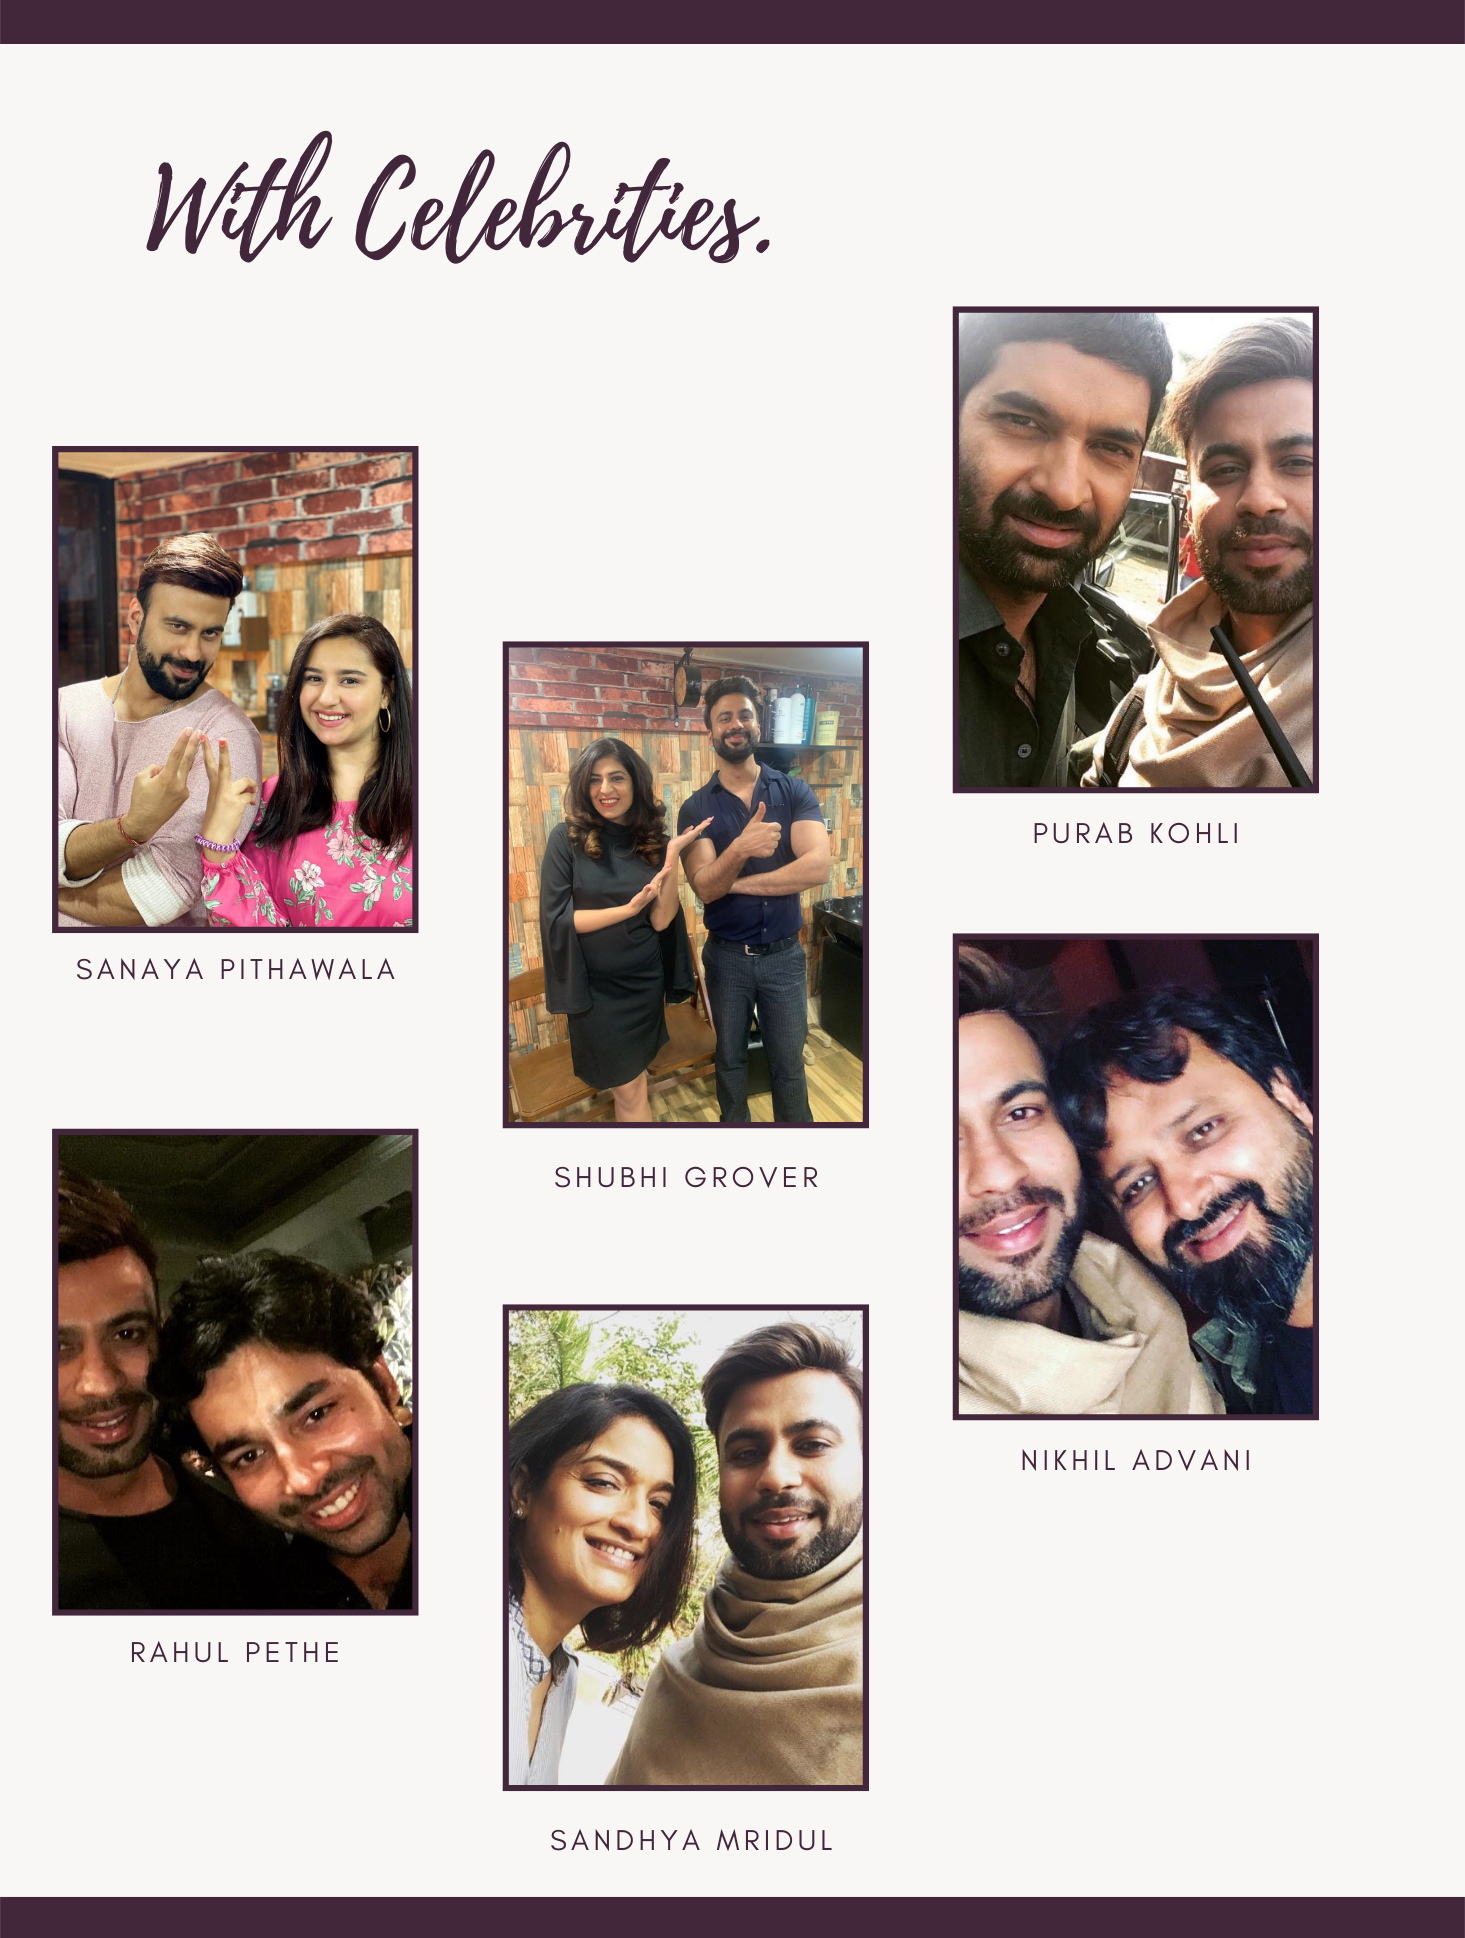 With Celebrities.
PURAB KOHLI
SANAYA PITHAWALA
SHUBHI GROVER
NIKHIL ADVANI
RAHUL PETHE
SANDHYA MRIDUL